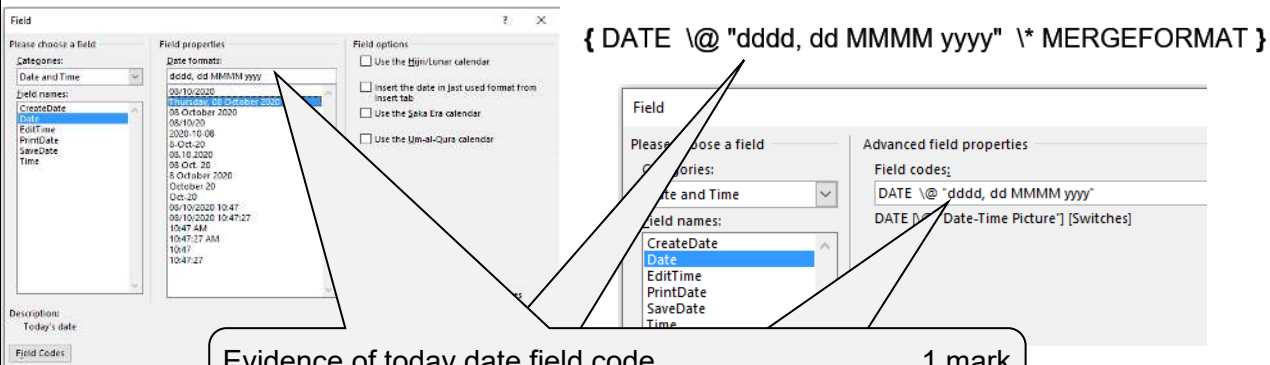 Field ? ×
Please choose a field
Categories:
Date and Time
Field names:
CreateDate
Date
EditTime
PrintDate
SaveDate
Time
Description:
Today's date
Field Codes
Field properties
Date formats:
dddd, dd MMMM yyyy
08/10/2020
Thursday, 08 October 2020
08 October 2020
08/10/20
2020-10-08
8-Oct-20
08.10.2020
08 Oct. 20
8 October 2020
October 20
Oct-20
08/10/2020 10:47
08/10/2020 10:47:27
10:47 AM
10:47:27 AM
10:47
10:47:27
Field options
Use the Hijri/Lunar calendar
Insert the date in last used format from
Insert tab
Use the Saka Era calendar
Use the Um-al-Qura calendar
{ DATE \@ "dddd, dd MMMM yyyy" \* MERGEFORMAT }
Field
Please choose a field
Categories:
Date and Time
Field names:
CreateDate
Date
EditTime
PrintDate
SaveDate
Time
Advanced field properties
Field codes:
DATE \@ "dddd, dd MMMM yyyy"
DATE [\@ "Date-Time Picture"] [Switches]
Evidence of today date field code 1 mark